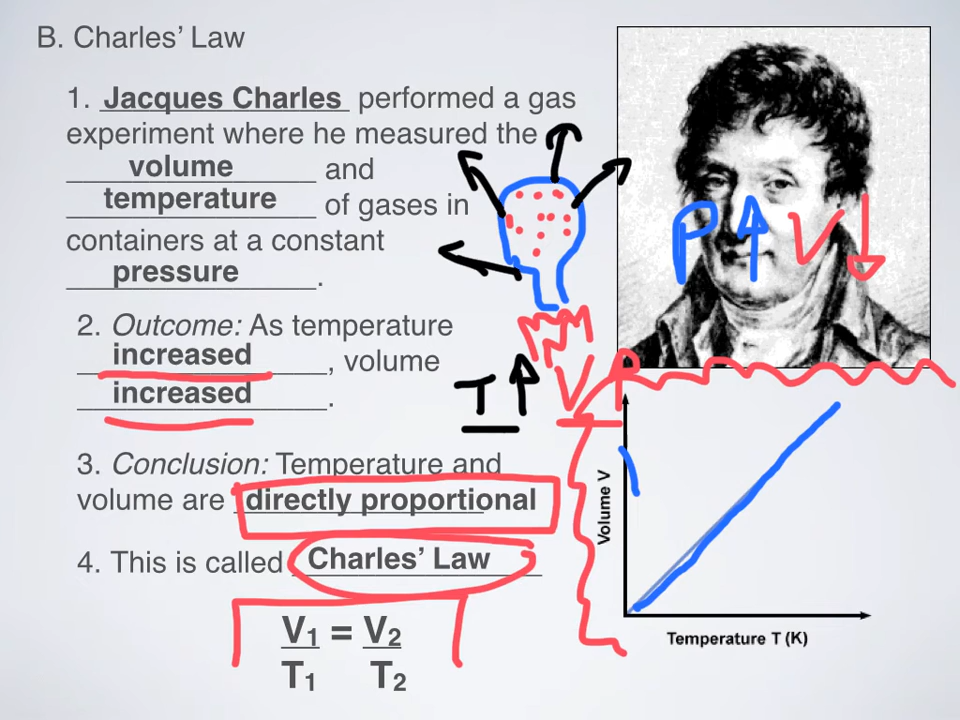 B. Charles’ Law
1. Jacques Charles performed a gas
experiment where he measured the
volume and
temperature of gases in
containers at a constant
pressure.
2. Outcome: As temperature
increased, volume
increased.
3. Conclusion: Temperature and
volume are directly proportional
4. This is called Charles’ Law
V1 = V2
T1 T2
P V
T V
Volume V
Temperature T (K)